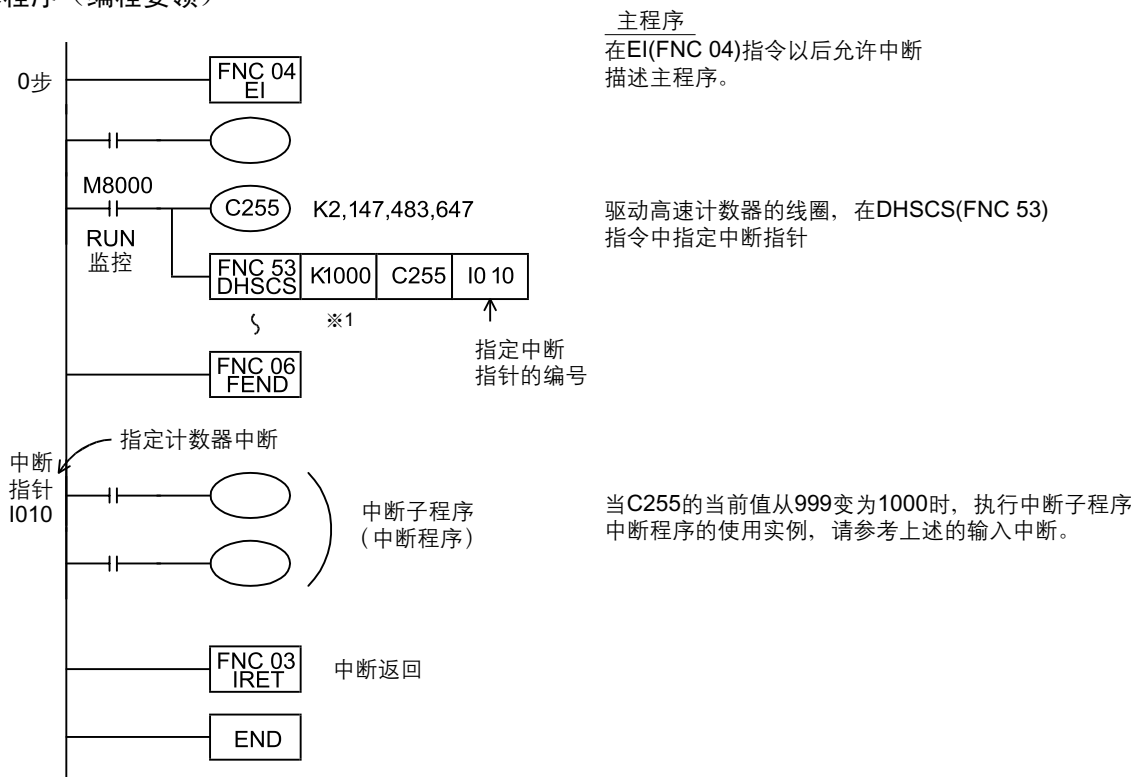 程序（编程要领）
主程序
在EI(FNC 04)指令以后允许中断
描述主程序。
0步
FNC 04
EI
M8000
RUN
监控
C255
K2,147,483,647
驱动高速计数器的线圈，在DHSCS(FNC 53)
指令中指定中断指针
FNC 53
DHSCS
K1000
C255
I0 10
※1
指定中断
指针的编号
FNC 06
FEND
指定计数器中断
中断
指针
I010
中断子程序
（中断程序）
当C255的当前值从999变为1000时，执行中断子程序
中断程序的使用实例，请参考上述的输入中断。
FNC 03
IRET
中断返回
END